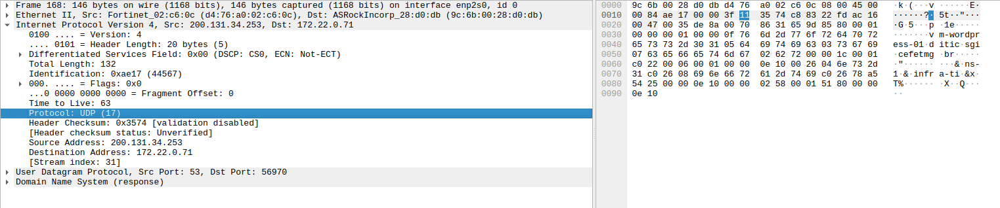 Frame 168: 146 bytes on wire (1168 bits), 146 bytes captured (1168 bits) on interface enp2s0, id 0
Ethernet II, Src: Fortinet_02:c6:0c (d4:76:a0:02:c6:0c), Dst: ASRockIncorp_28:d0:db (9c:6b:00:28:d0:db)
Internet Protocol Version 4, Src: 200.131.34.253, Dst: 172.22.0.71
0100 .... = Version: 4
.... 0101 = Header Length: 20 bytes (5)
Differentiated Services Field: 0x00 (DSCP: CS0, ECN: Not-ECT)
Total Length: 132
Identification: 0xae17 (44567)
000. .... = Flags: 0x0
...0 0000 0000 0000 = Fragment Offset: 0
Time to Live: 63
Protocol: UDP (17)
Header Checksum: 0x3574 [validation disabled]
[Header checksum status: Unverified]
Source Address: 200.131.34.253
Destination Address: 172.22.0.71
[Stream index: 31]
User Datagram Protocol, Src Port: 53, Dst Port: 56970
Domain Name System (response)
0000 9c 6b 00 28 d0 db d4 76 a0 02 c6 0c 08 00 45 00 ·k·(···v ······E·
0010 00 84 ae 17 00 00 3f 11 35 74 c8 83 22 fd ac 16 ······?· 5t··"···
0020 00 47 00 35 de 8a 00 70 86 31 65 9d 85 80 00 01 ·G·5···p ·1e·····
0030 00 00 00 01 00 00 0f 76 6d 2d 77 6f 72 64 70 72 ·······v m-wordpr
0040 65 73 73 2d 30 31 05 64 69 74 69 63 03 73 67 69 ess-01·d itic·sgi
0050 07 63 65 66 65 74 6d 67 02 62 72 00 00 1c 00 01 ·cefetmg ·br·····
0060 c0 22 00 06 00 01 00 00 0e 10 00 26 04 6e 73 2d ·"······ ···&·ns-
0070 31 c0 26 08 69 6e 66 72 61 2d 74 69 c0 26 78 a5 1·&·infr a-ti·&x·
0080 54 25 00 00 0e 10 00 00 02 58 00 01 51 80 00 00 T%······ ·X··Q···
0090 0e 10 ··